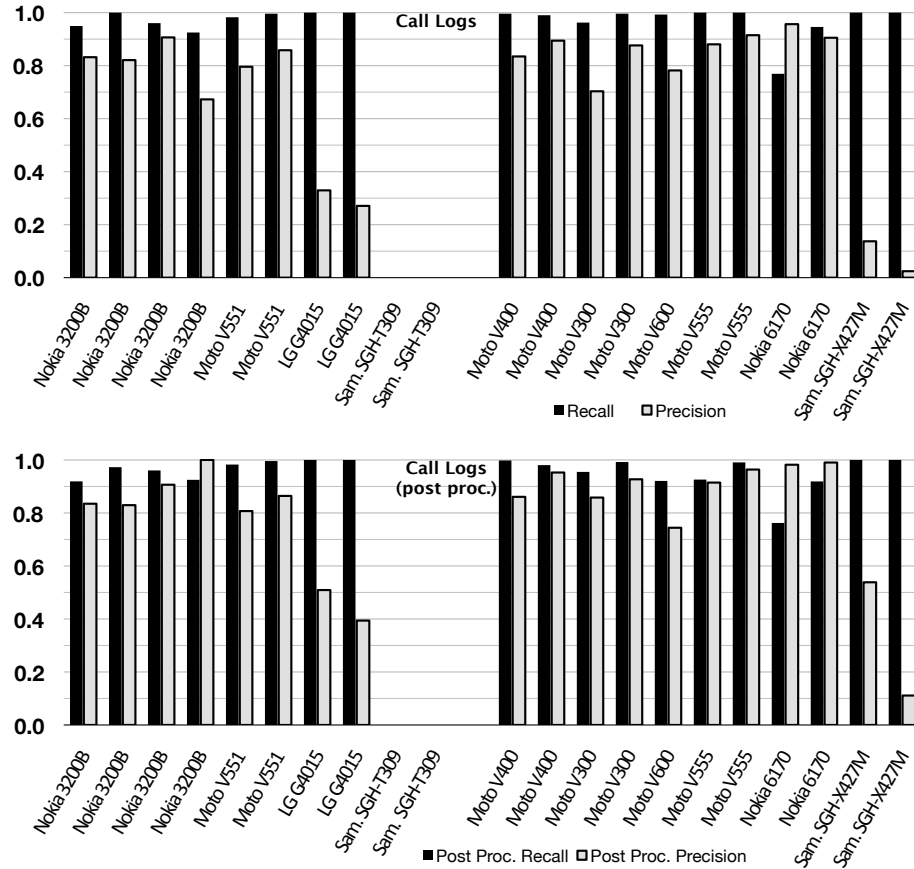 Call Logs
1.0
0.8
0.6
0.4
0.2
0.0
Nokia 3200B
Nokia 3200B
Nokia 3200B
Nokia 3200B
Moto V551
Moto V551
LG G4015
LG G4015
Sam. SGH-T309
Sam. SGH-T309
Moto V400
Moto V400
Moto V300
Moto V300
Moto V600
Moto V555
Moto V555
Nokia 6170
Nokia 6170
Sam. SGH-X427M
Sam. SGH-X427M
Recall Precision
Call Logs
(post proc.)
1.0
0.8
0.6
0.4
0.2
0.0
Nokia 3200B
Nokia 3200B
Nokia 3200B
Nokia 3200B
Moto V551
Moto V551
LG G4015
LG G4015
Sam. SGH-T309
Sam. SGH-T309
Moto V400
Moto V400
Moto V300
Moto V300
Moto V600
Moto V555
Moto V555
Nokia 6170
Nokia 6170
Sam. SGH-X427M
Sam. SGH-X427M
Post Proc. Recall Post Proc. Precision